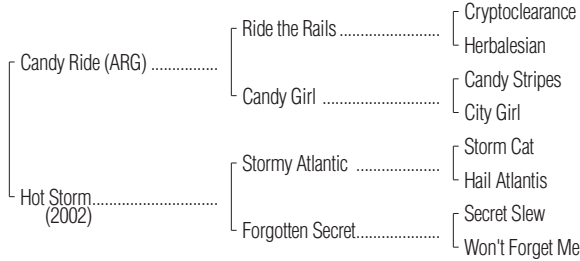 Cryptoclearance
Ride the Rails ....................
Herbalesian
Candy Ride (ARG) .............
Candy Stripes
Candy Girl .......................
City Girl
Storm Cat
Stormy Atlantic ................
Hail Atlantis
Hot Storm.........................
(2002)
Secret Slew
Forgotten Secret................
Won't Forget Me